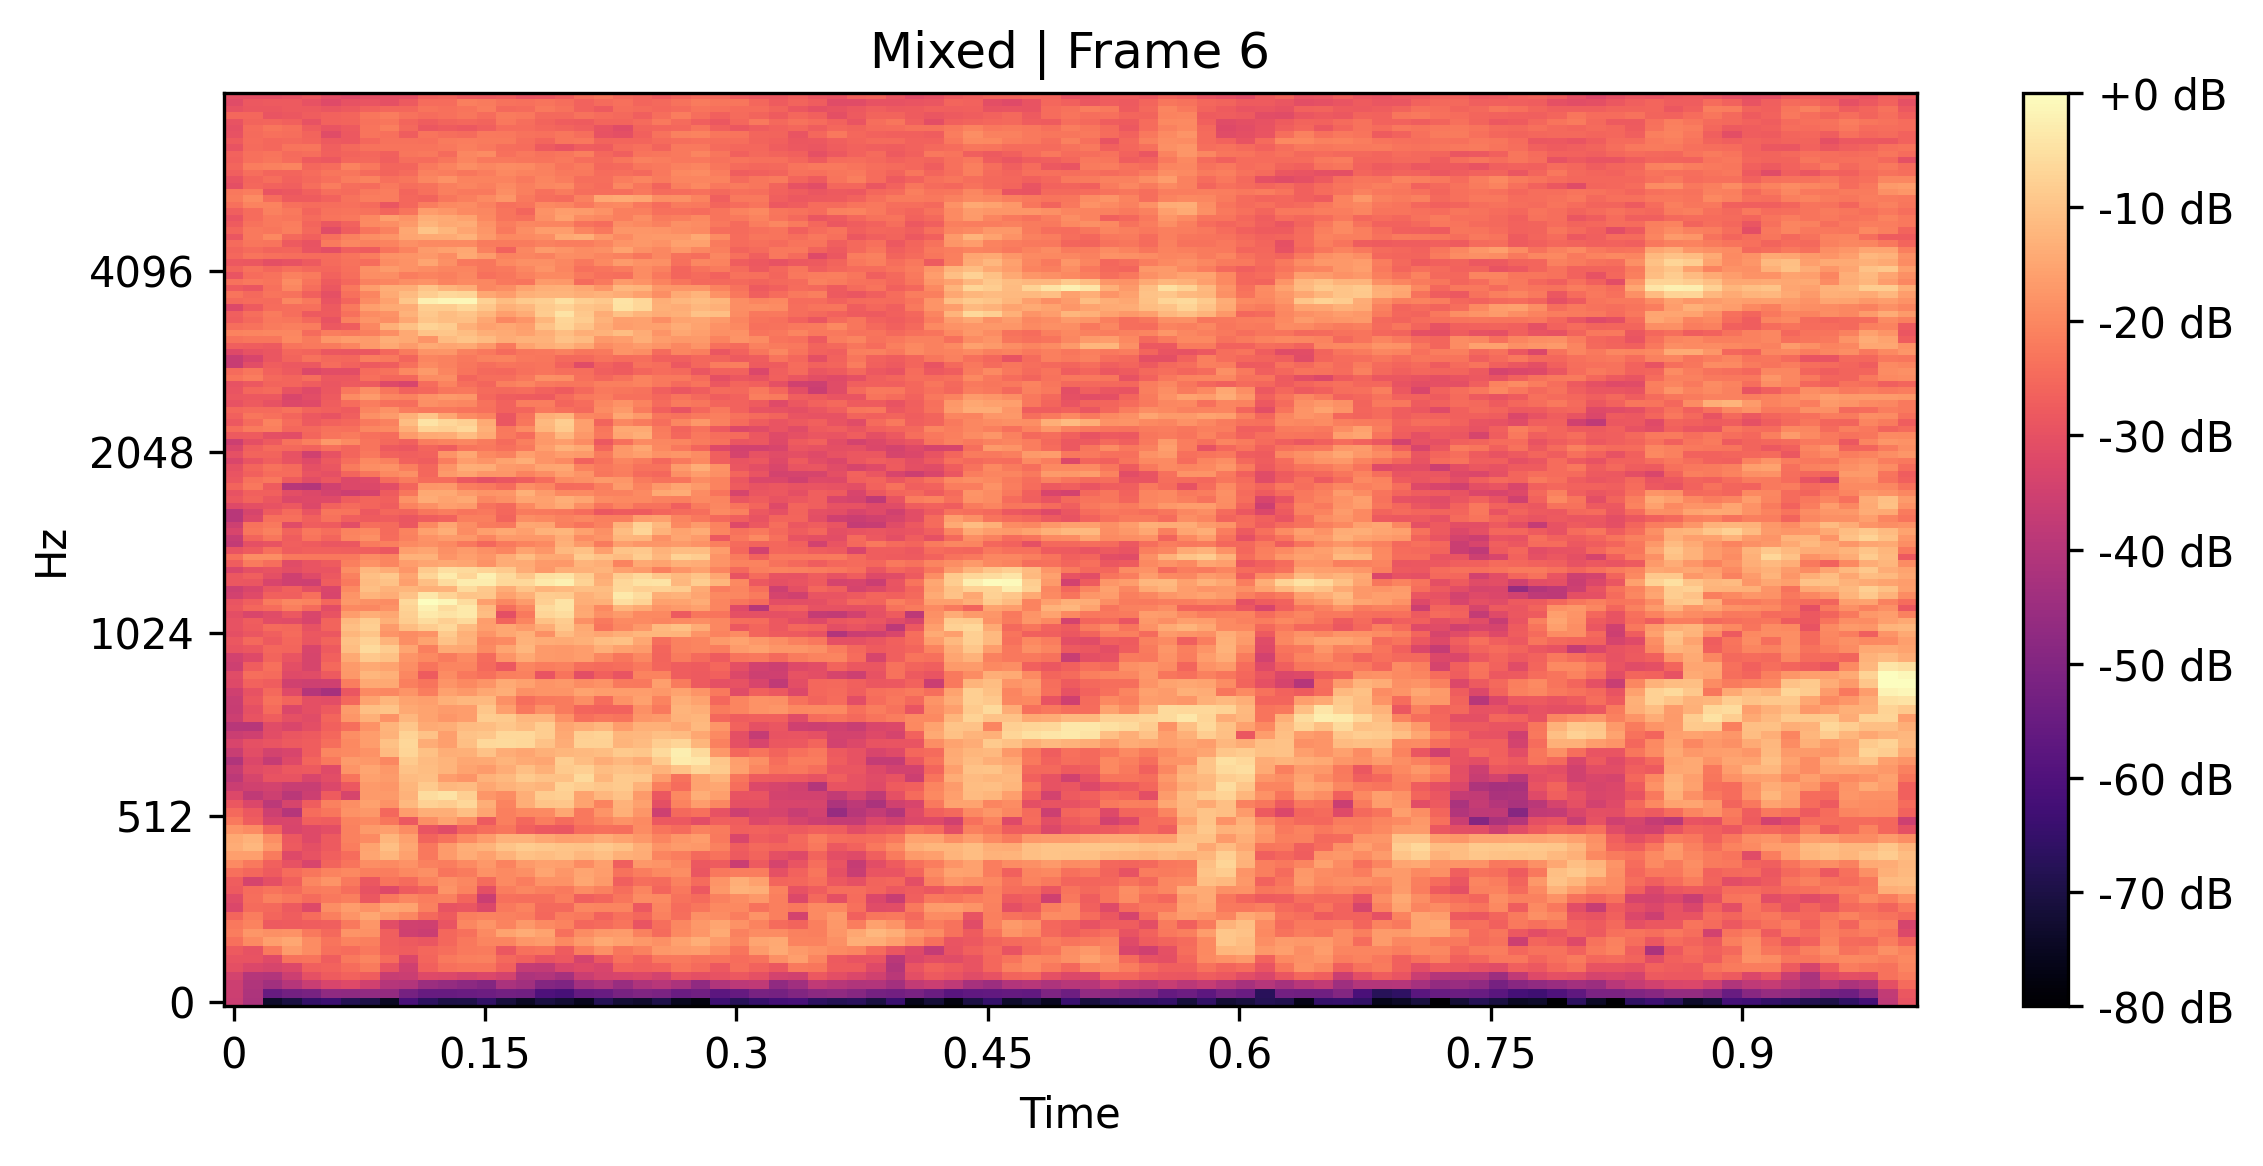 Mixed | Frame 6
Hz
4096
2048
1024
512
0
0 0.15 0.3 0.45 0.6 0.75 0.9
Time
+0 dB
-10 dB
-20 dB
-30 dB
-40 dB
-50 dB
-60 dB
-70 dB
-80 dB